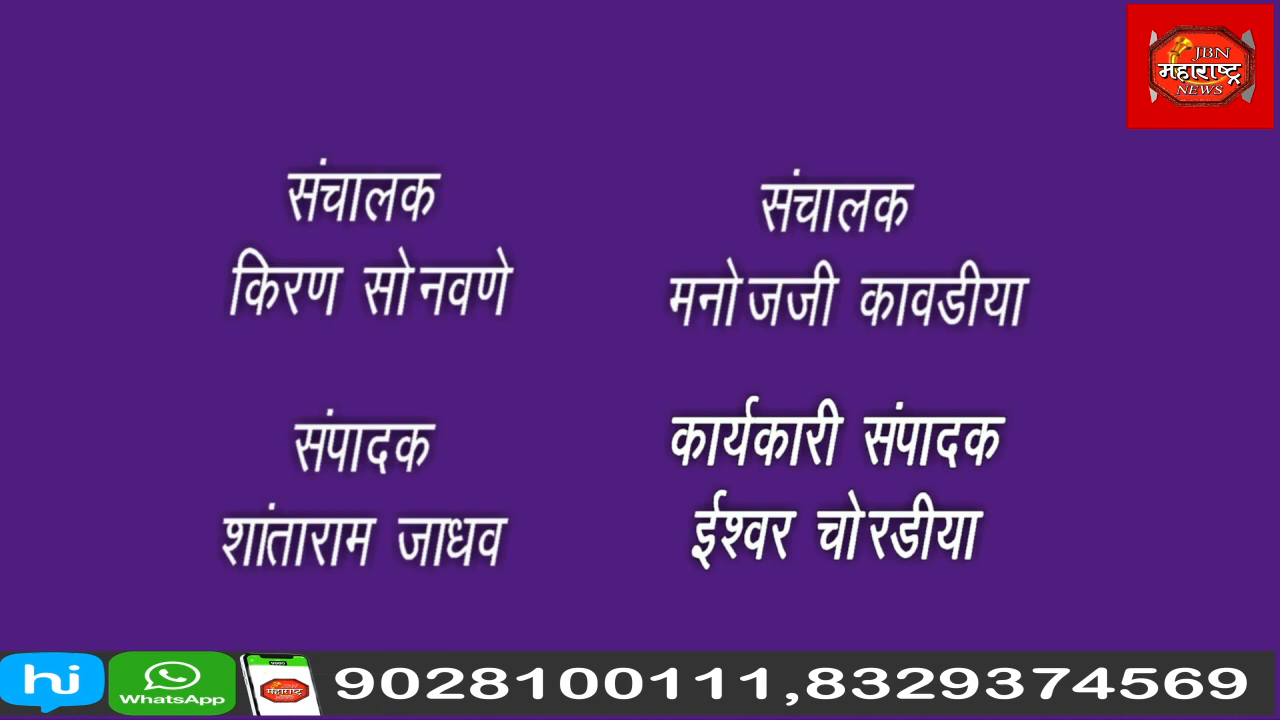 JBN
महाराष्ट्र
NEWS
संचालक
किरण सोनवणे
संचालक
मनोजजी कावडीया
संपादक
शांताराम जाधव
कार्यकारी संपादक
ईश्वर चोरडीया
hi
WhatsApp
महाराष्ट्र
9028100111,8329374569